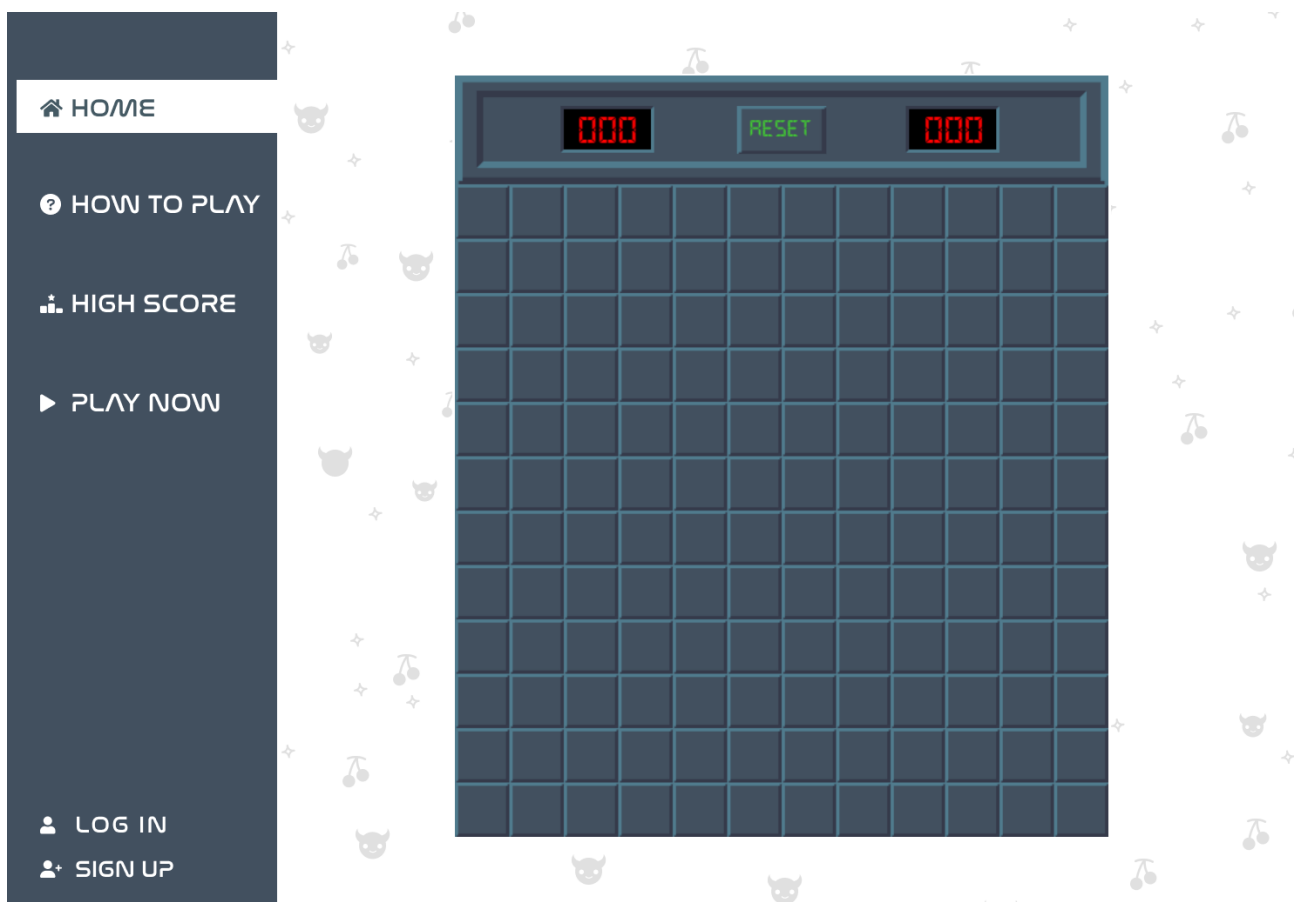 HOME
HOW TO PLAY
HIGH SCORE
PLAY NOW
LOG IN
SIGN UP
000 RESET 000